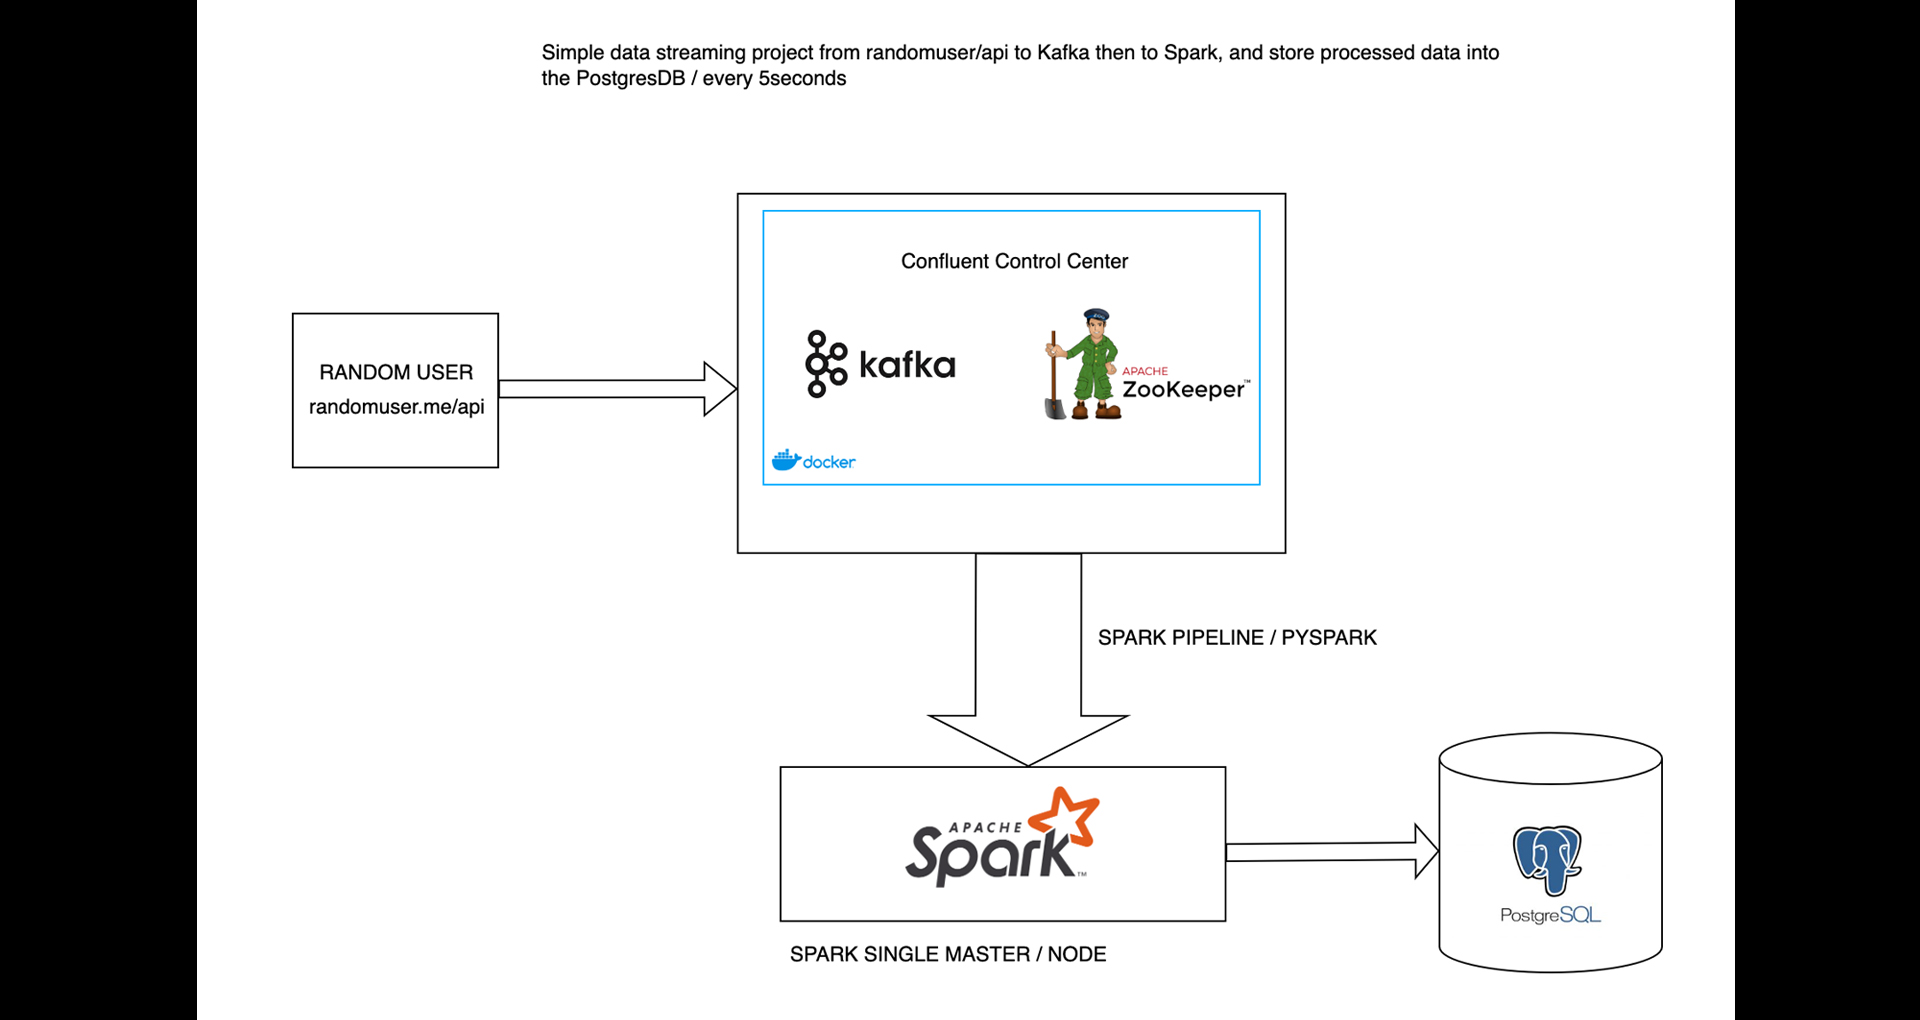 Simple data streaming project from randomuser/api to Kafka then to Spark, and store processed data into
the PostgresDB / every 5seconds
Confluent Control Center
kafka
APACHE
ZooKeeper™
docker
RANDOM USER
randomuser.me/api
SPARK PIPELINE / PYSPARK
APACHE
Spark™
PostgreSQL
SPARK SINGLE MASTER / NODE